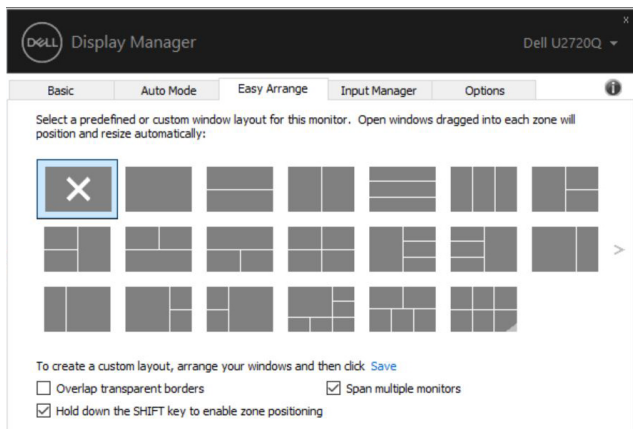 x
DELL Display Manager Dell U2720Q
Basic Auto Mode Easy Arrange Input Manager Options i
Select a predefined or custom window layout for this monitor. Open windows dragged into each zone will
position and resize automatically:
>
To create a custom layout, arrange your windows and then click Save
Overlap transparent borders Span multiple monitors
Hold down the SHIFT key to enable zone positioning